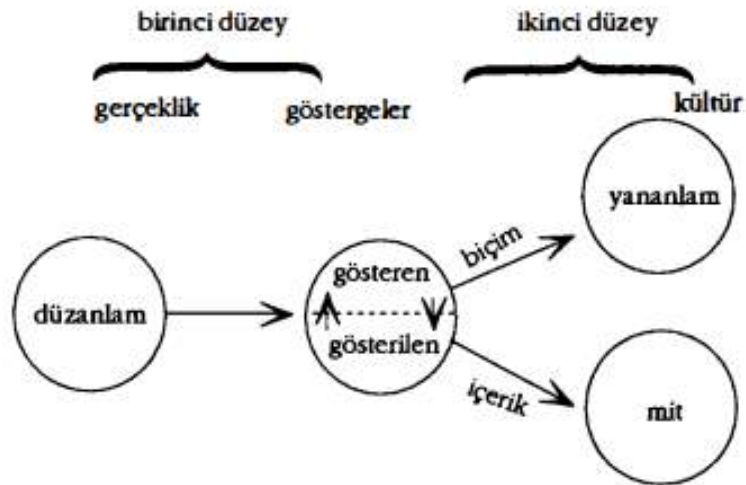 birinci düzey
ikinci düzey
gerçeklik
göstergeler
kültür
yananlam
biçim
gösteren
düzanlam
gösterilen
içerik
mit